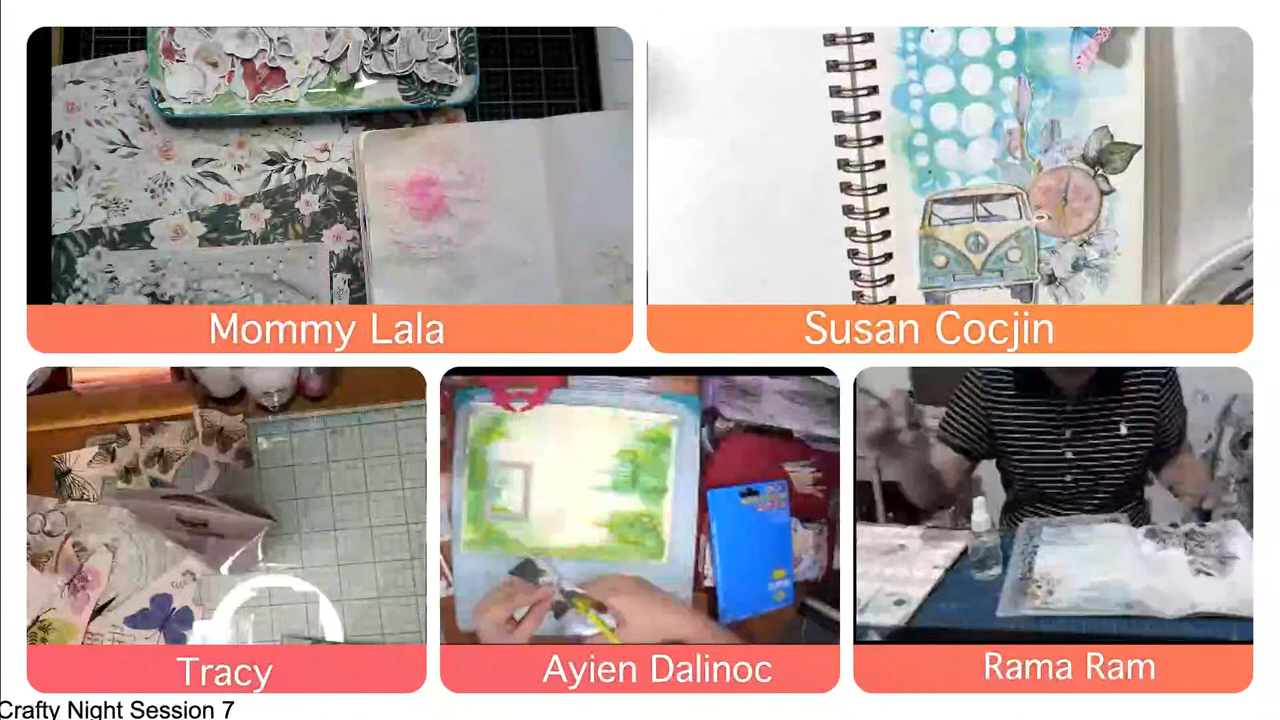 Mommy Lala
Susan Cocjin
Tracy
Ayien Dalinoc
Rama Ram
Crafty Night Session 7